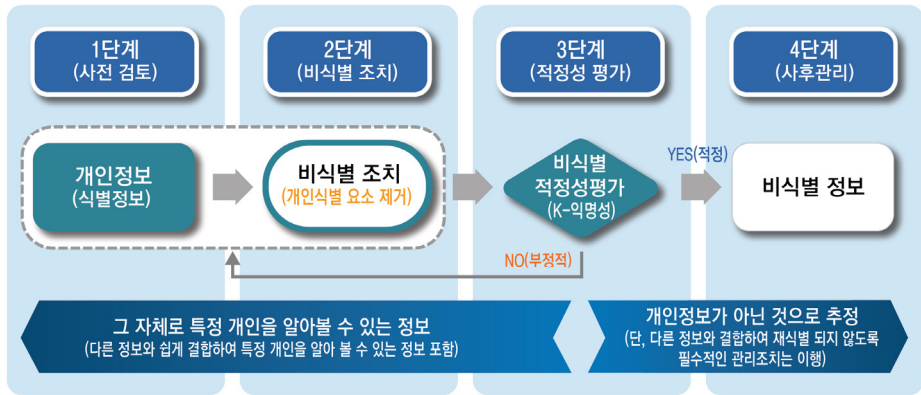 1단계
(사전 검토)
2단계
(비식별 조치)
3단계
(적정성 평가)
4단계
(사후관리)
개인정보
(식별정보)
비식별 조치
(개인식별 요소 제거)
비식별
적정성평가
(K-익명성)
YES(적정)
비식별 정보
NO(부정적)
그 자체로 특정 개인을 알아볼 수 있는 정보
(다른 정보와 쉽게 결합하여 특정 개인을 알아 볼 수 있는 정보 포함)
개인정보가 아닌 것으로 추정
(단, 다른 정보와 결합하여 재식별 되지 않도록
필수적인 관리조치는 이행)